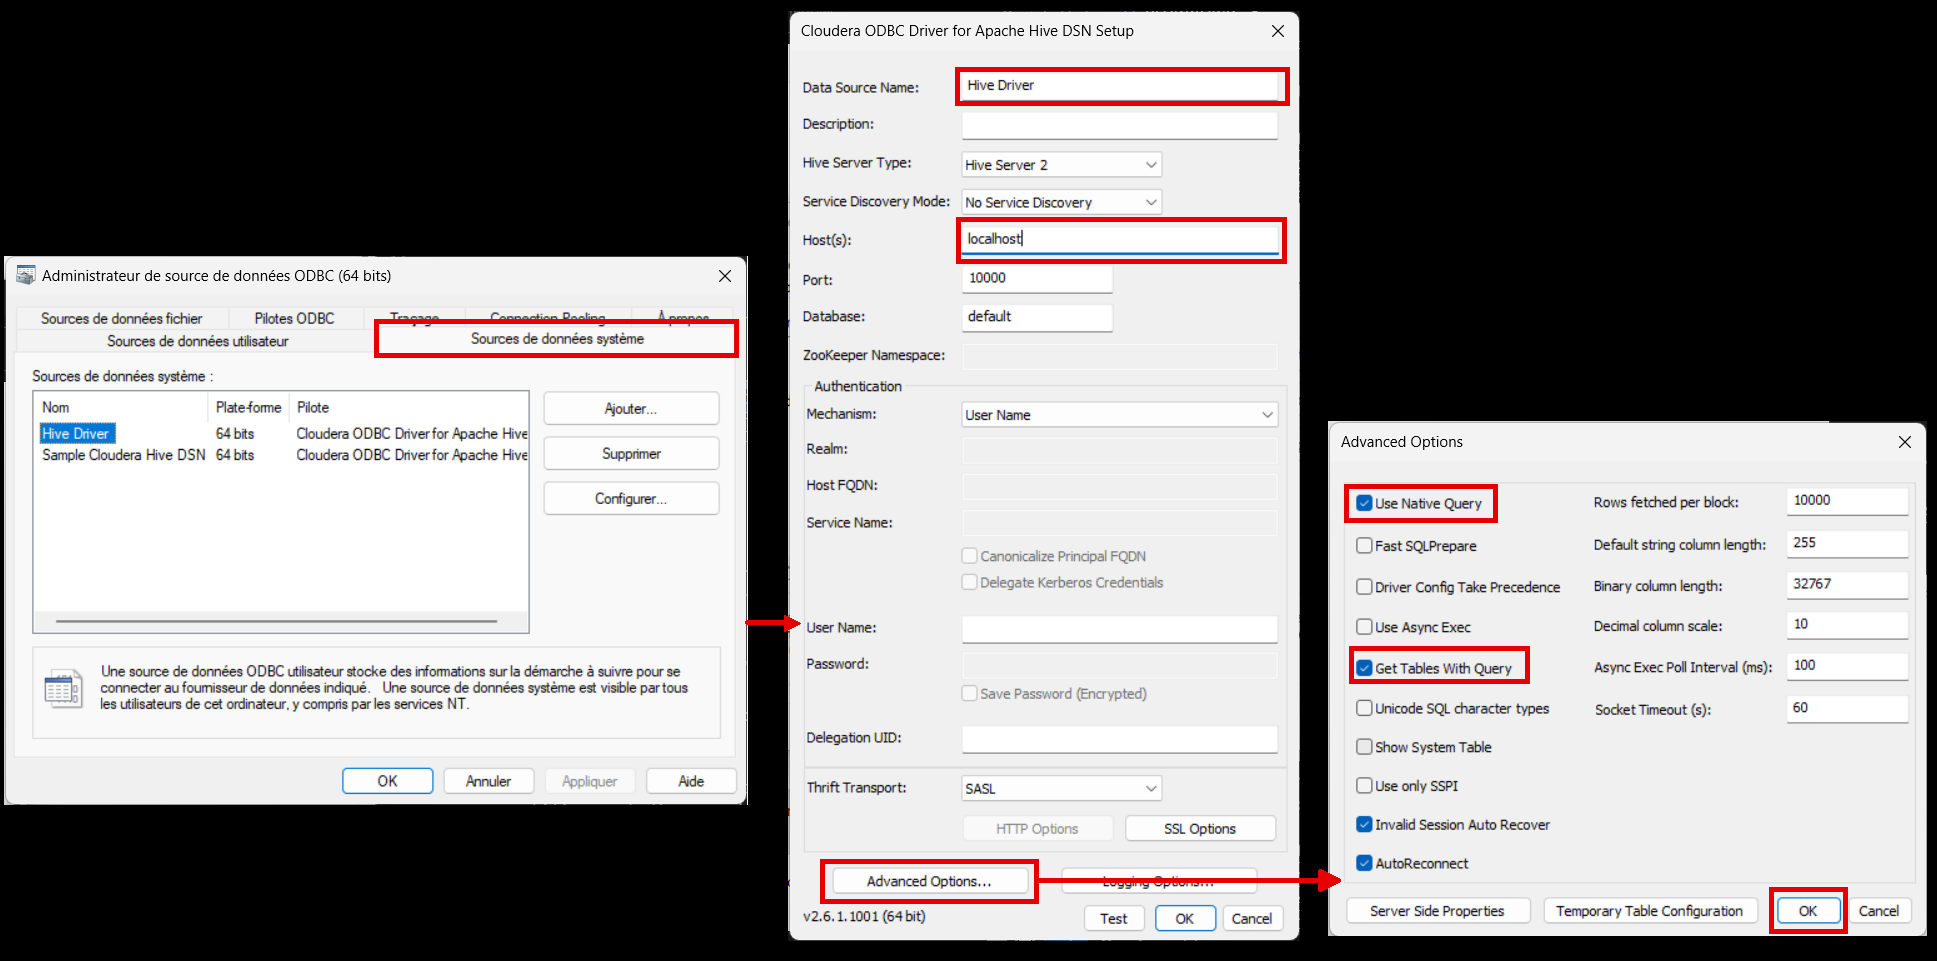 Administrateur de source de données ODBC (64 bits)
Sources de données fichier
Pilotes ODBC
Traçage
Connection Pooling
À propos
Sources de données utilisateur
Sources de données système
Sources de données système :
Nom Plate-forme Pilote
Hive Driver 64 bits Cloudera ODBC Driver for Apache Hive
Sample Cloudera Hive DSN 64 bits Cloudera ODBC Driver for Apache Hive
Ajouter...
Supprimer
Configurer...
Une source de données ODBC utilisateur stocke des informations sur la démarche à suivre pour se
connecter au fournisseur de données indiqué. Une source de données système est visible par tous
les utilisateurs de cet ordinateur, y compris par les services NT.
OK Annuler Appliquer Aide
Cloudera ODBC Driver for Apache Hive DSN Setup
Data Source Name: Hive Driver
Description:
Hive Server Type: Hive Server 2
Service Discovery Mode: No Service Discovery
Host(s): localhost
Port: 10000
Database: default
ZooKeeper Namespace:
Authentication
Mechanism: User Name
Realm:
Host FQDN:
Service Name:
Canonicalize Principal FQDN
Delegate Kerberos Credentials
User Name:
Password:
Save Password (Encrypted)
Delegation UID:
Thrift Transport: SASL
HTTP Options SSL Options
Advanced Options... Logging Options...
v2.6.1.1001 (64 bit) Test OK Cancel
Advanced Options
Use Native Query Rows fetched per block: 10000
Fast SQLPrepare Default string column length: 255
Driver Config Take Precedence Binary column length: 32767
Use Async Exec Decimal column scale: 10
Get Tables With Query Async Exec Poll Interval (ms): 100
Unicode SQL character types Socket Timeout (s): 60
Show System Table
Use only SSPI
Invalid Session Auto Recover
AutoReconnect
Server Side Properties Temporary Table Configuration OK Cancel